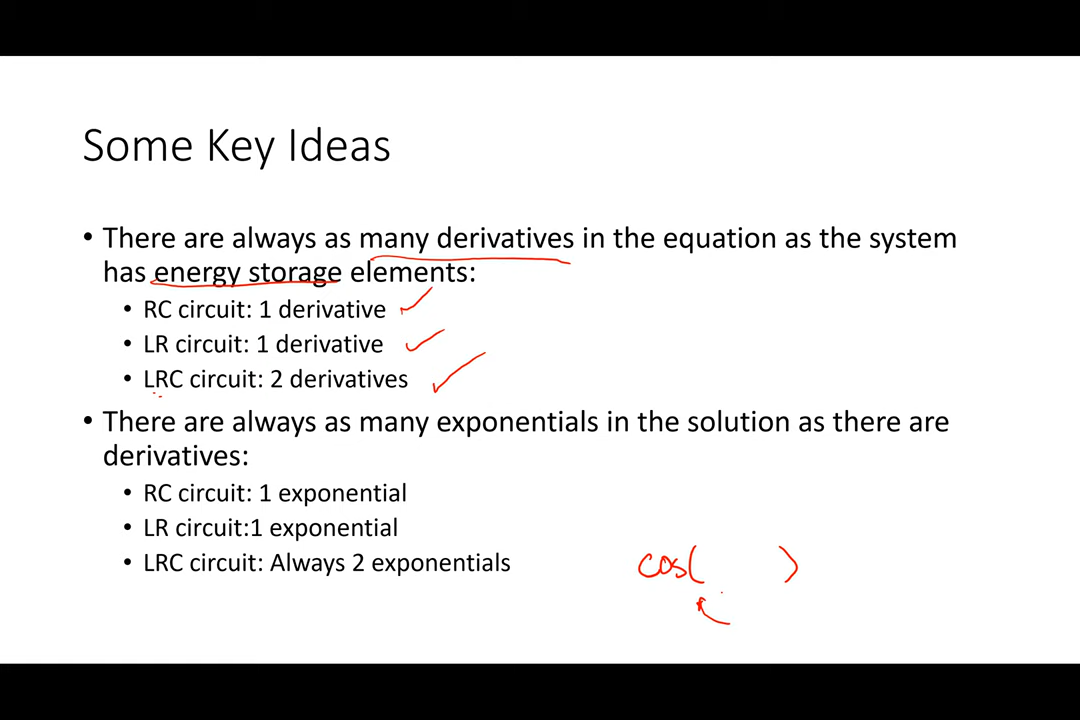 Some Key Ideas
• There are always as many derivatives in the equation as the system
has energy storage elements:
• RC circuit: 1 derivative
• LR circuit: 1 derivative
• LRC circuit: 2 derivatives
• There are always as many exponentials in the solution as there are
derivatives:
• RC circuit: 1 exponential
• LR circuit:1 exponential
• LRC circuit: Always 2 exponentials
cos( )